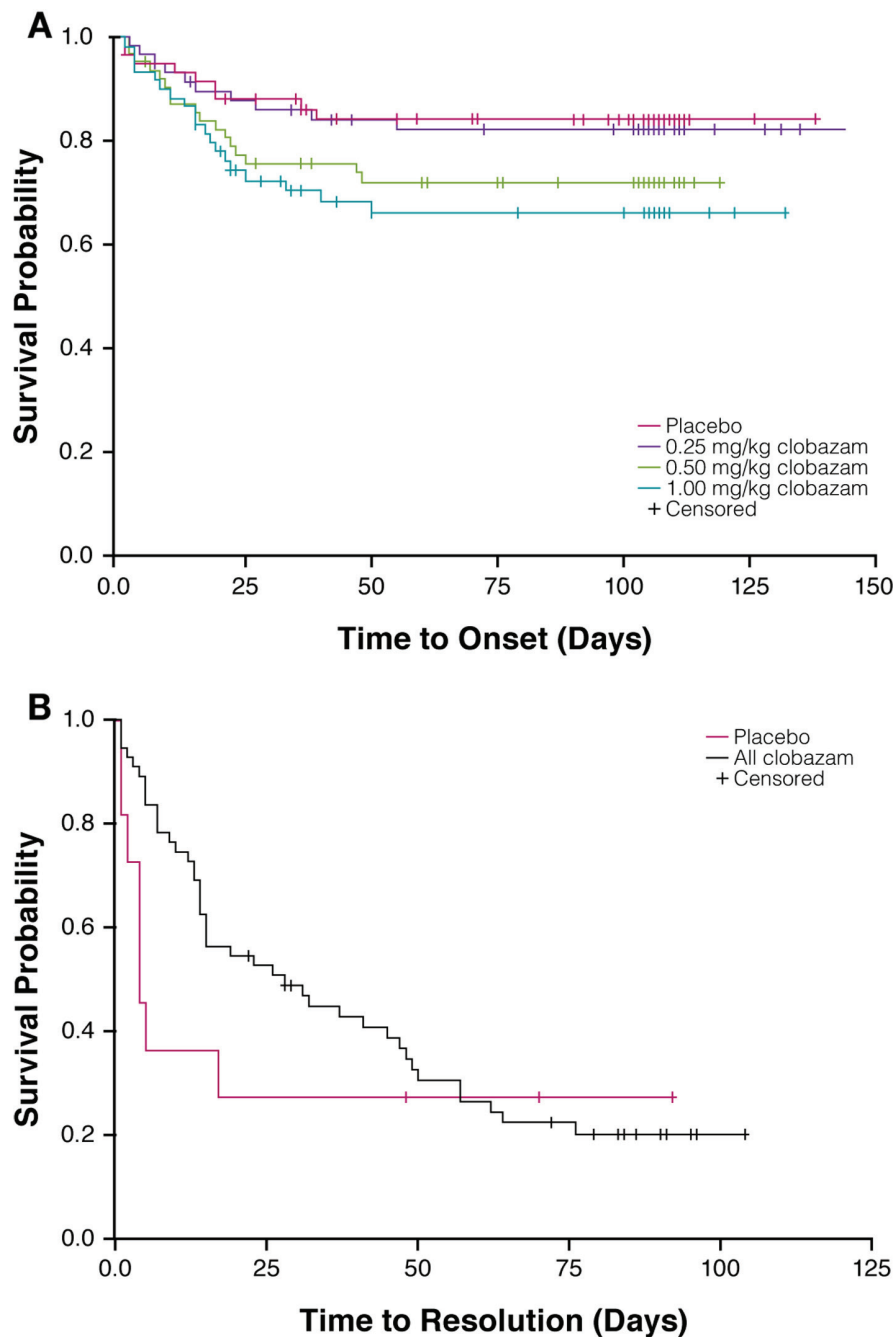 A
1.0
0.8
0.6
0.4
0.2
0.0
Survival Probability
Placebo
0.25 mg/kg clobazam
0.50 mg/kg clobazam
1.00 mg/kg clobazam
+ Censored
0.0 25 50 75 100 125 150
Time to Onset (Days)
B
1.0
0.8
0.6
0.4
0.2
0.0
Survival Probability
Placebo
All clobazam
+ Censored
0.0 25 50 75 100 125
Time to Resolution (Days)